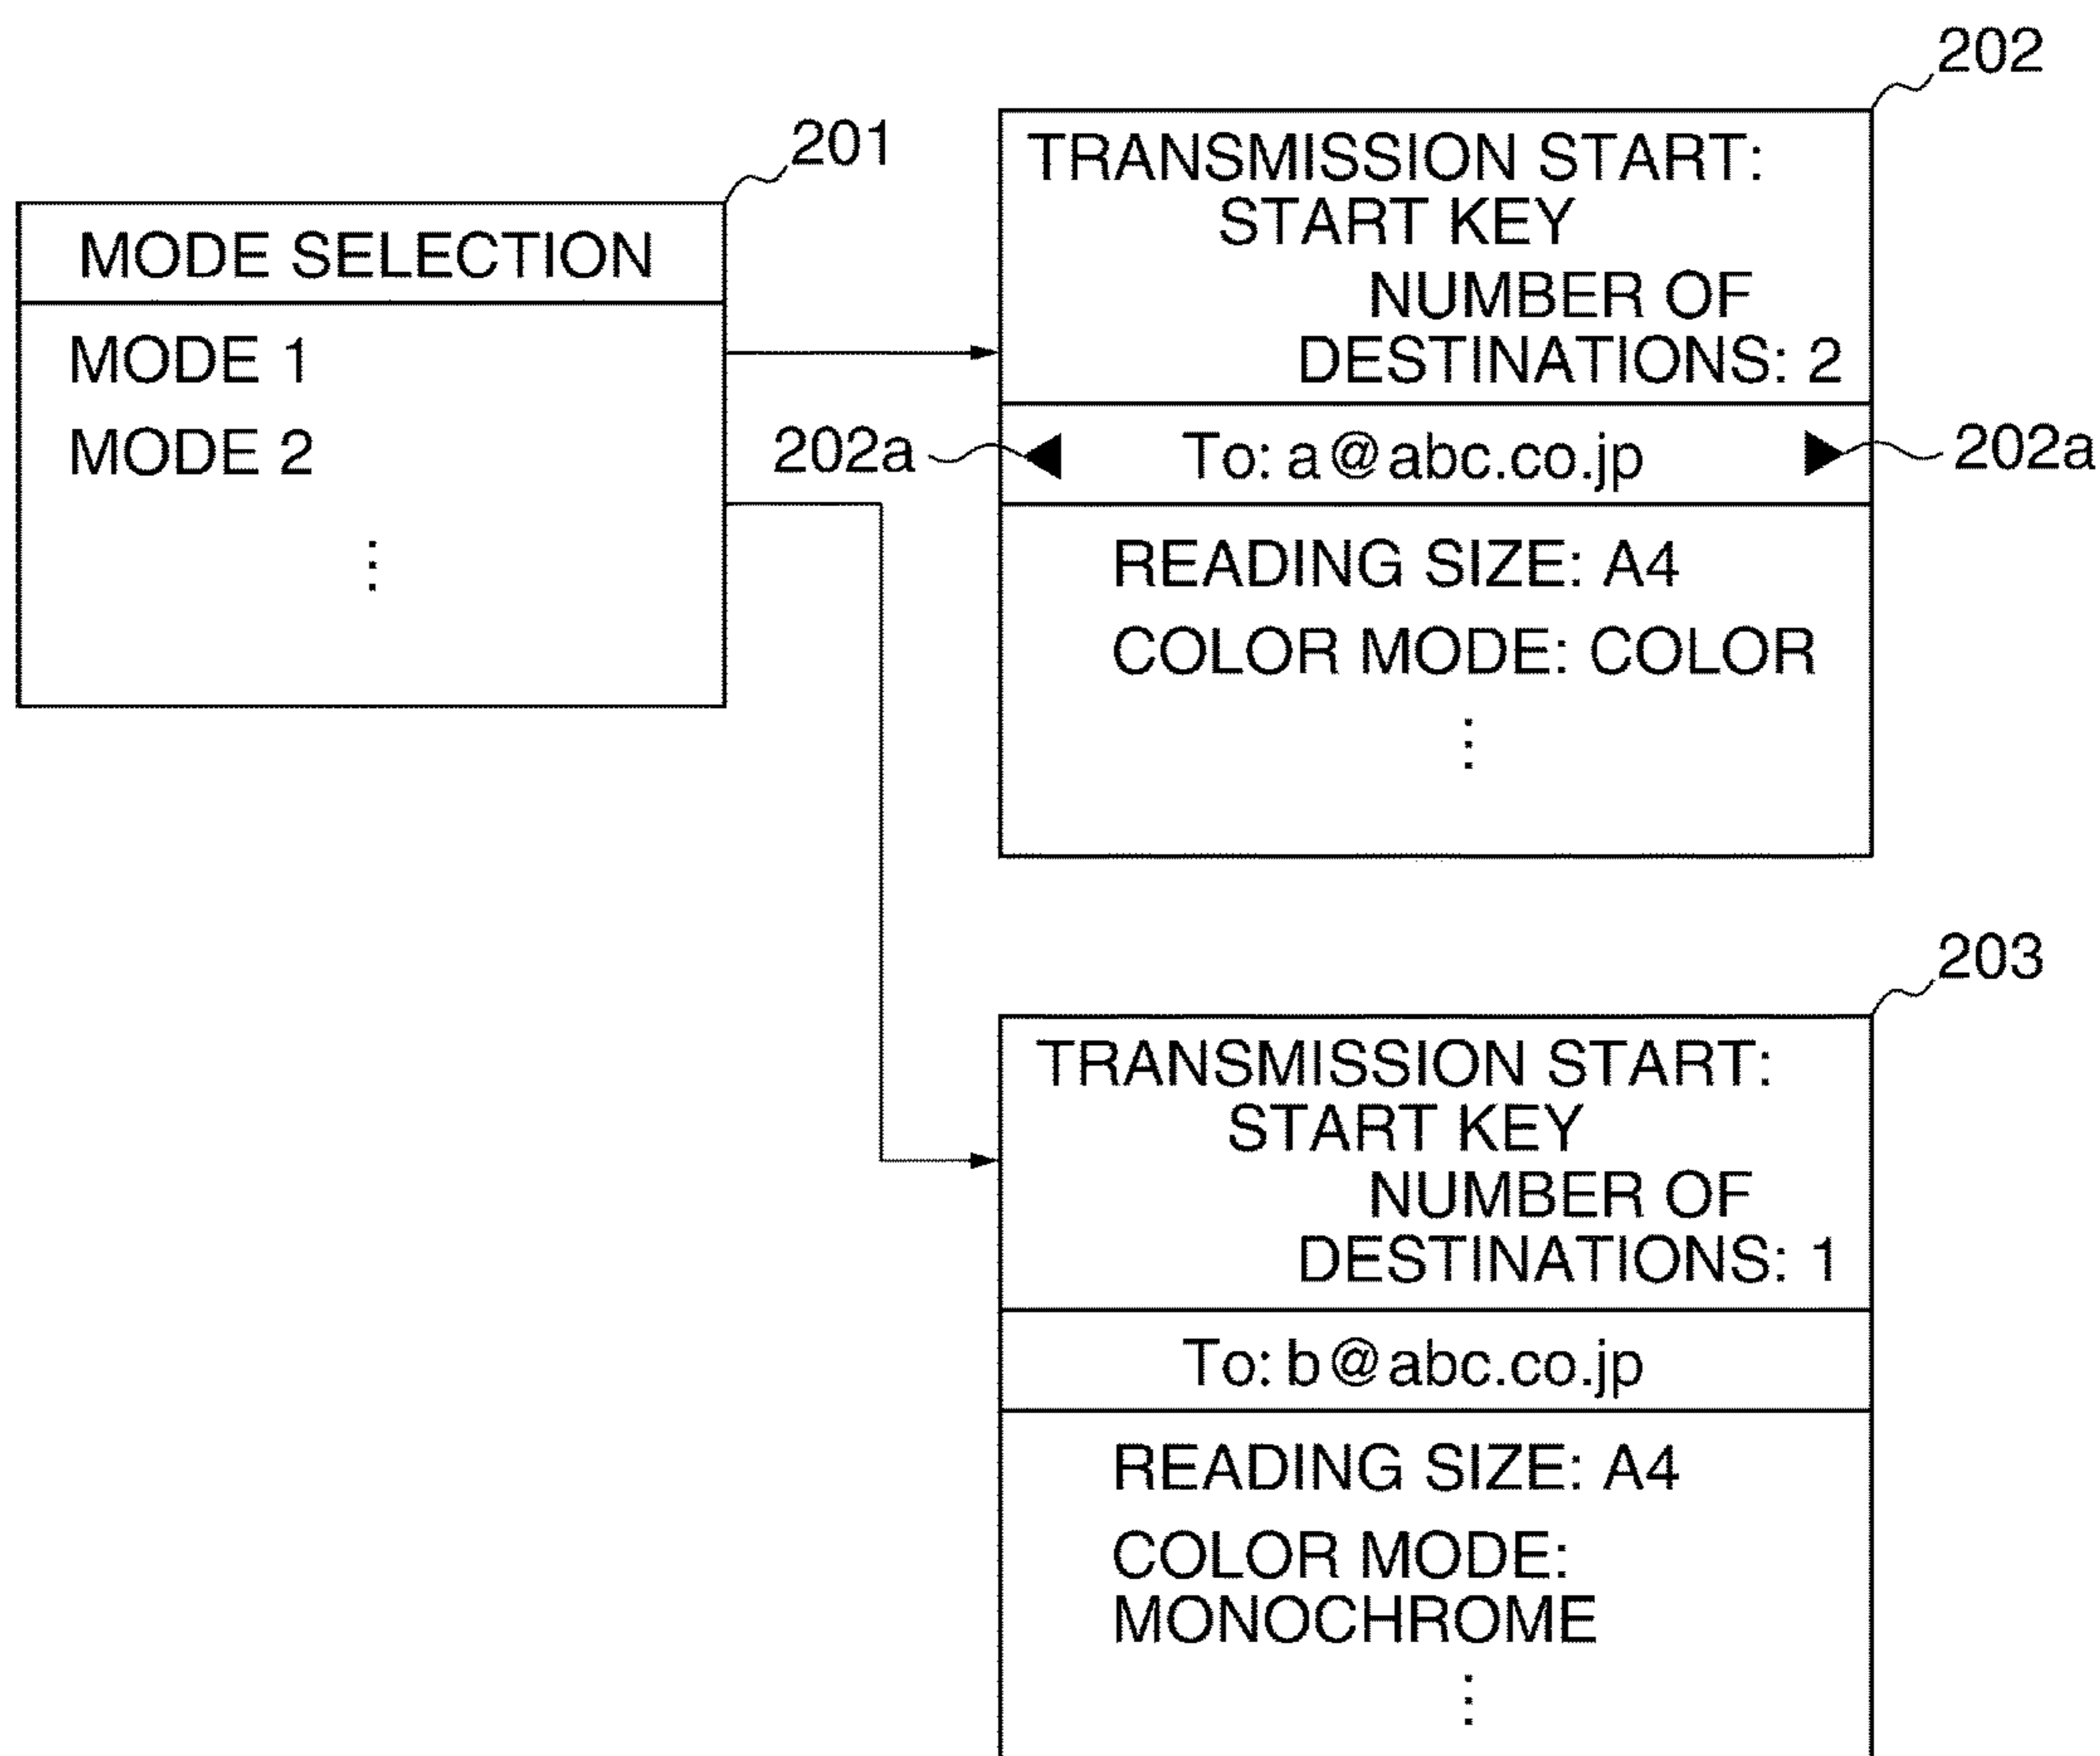 201
MODE SELECTION
MODE 1
MODE 2
⋮
202
TRANSMISSION START:
START KEY
NUMBER OF
DESTINATIONS: 2
202a ◀ To: a@abc.co.jp ▶ 202a
READING SIZE: A4
COLOR MODE: COLOR
⋮
203
TRANSMISSION START:
START KEY
NUMBER OF
DESTINATIONS: 1
To: b@abc.co.jp
READING SIZE: A4
COLOR MODE:
MONOCHROME
⋮